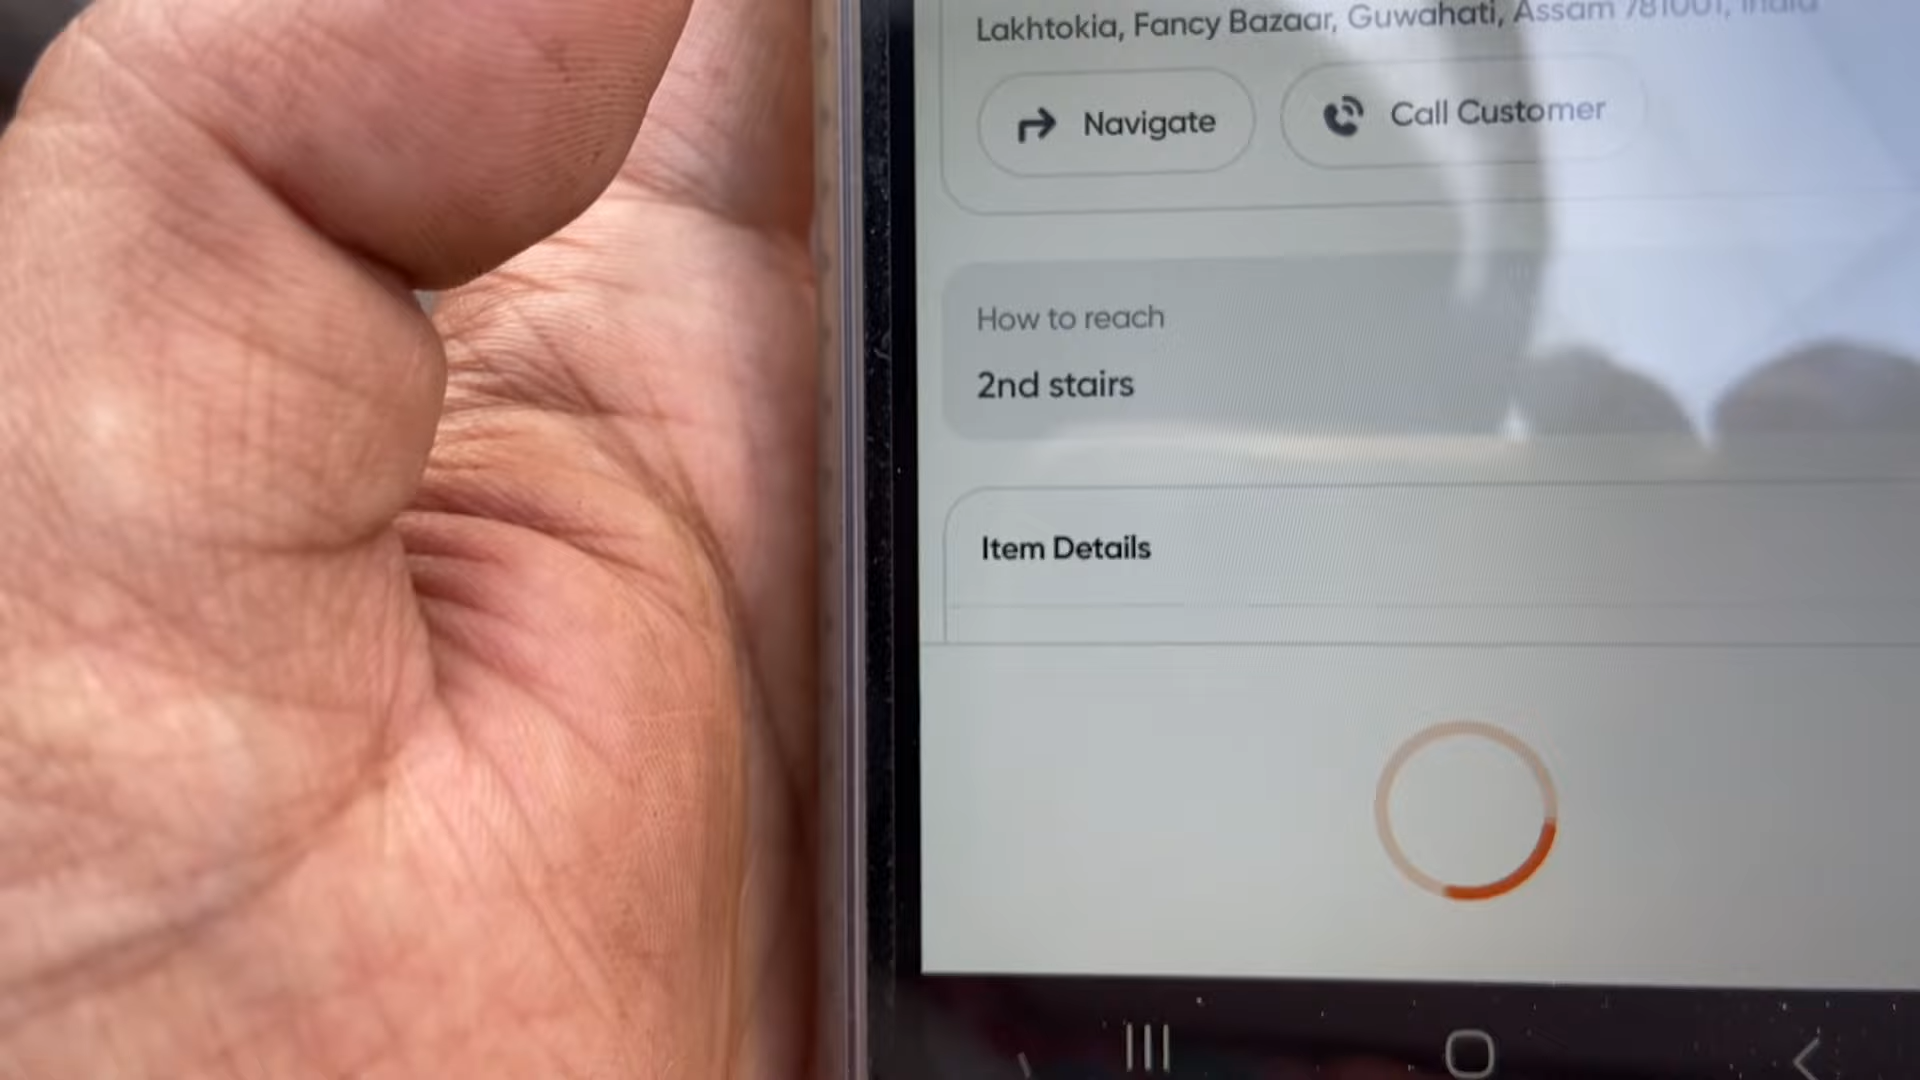 Lakhtokia, Fancy Bazaar, Guwahati, Assam 781001, India
Navigate
Call Customer
How to reach
2nd stairs
Item Details